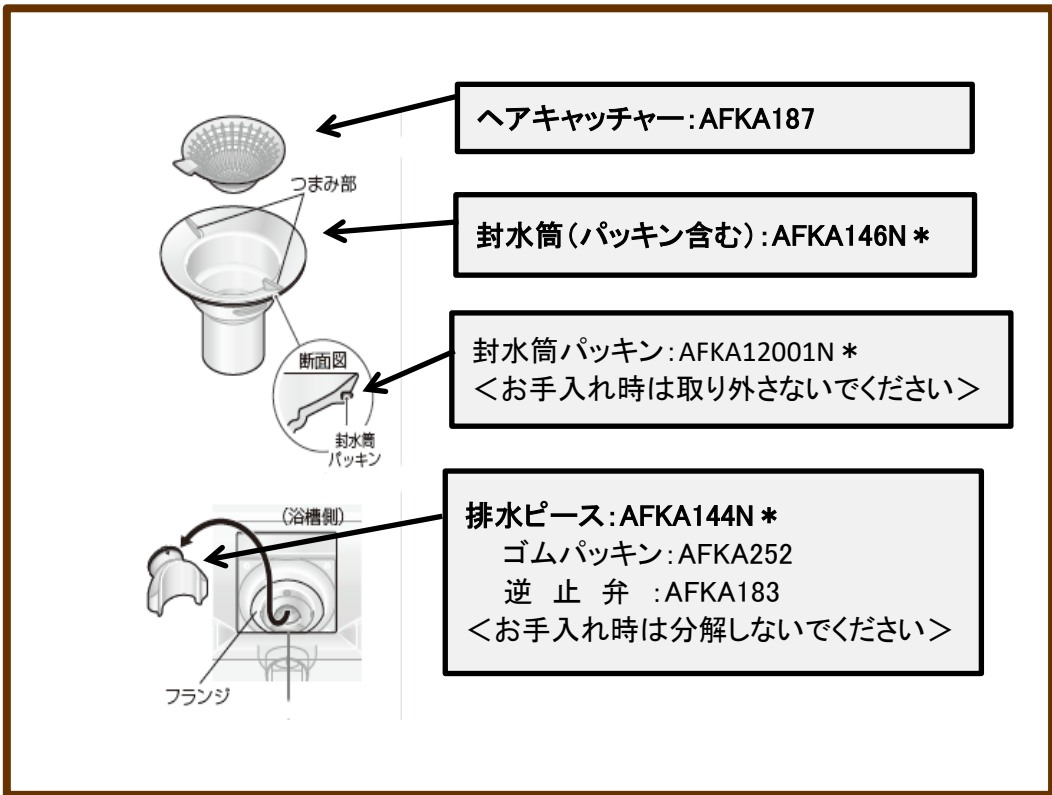 ヘアキャッチャー：AFKA187
つまみ部
封水筒（パッキン含む）：AFKA146N＊
断面図
封水筒
パッキン
封水筒パッキン：AFKA12001N＊
＜お手入れ時は取り外さないでください＞
（浴槽側）
フランジ
排水ピース：AFKA144N＊
ゴムパッキン：AFKA252
逆　止　弁　：AFKA183
＜お手入れ時は分解しないでください＞